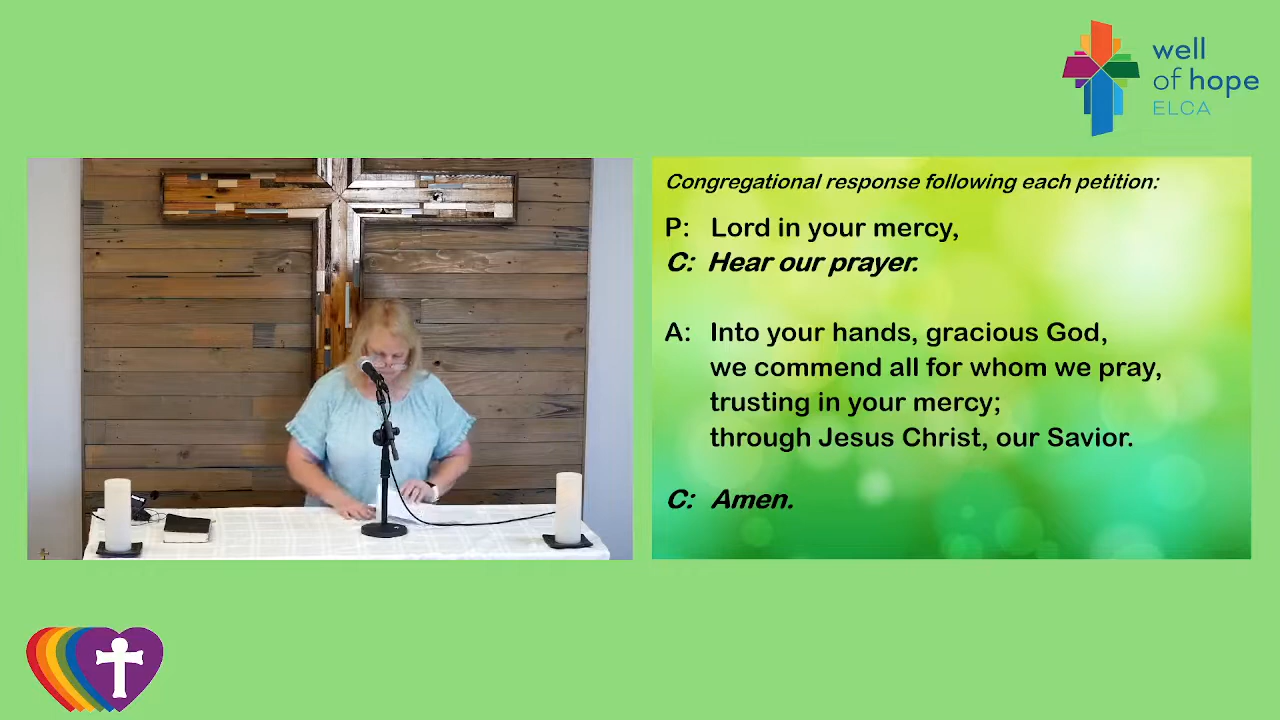 well
of hope
ELCA
Congregational response following each petition:
P: Lord in your mercy,
C: Hear our prayer.
A: Into your hands, gracious God,
we commend all for whom we pray,
trusting in your mercy;
through Jesus Christ, our Savior.
C: Amen.